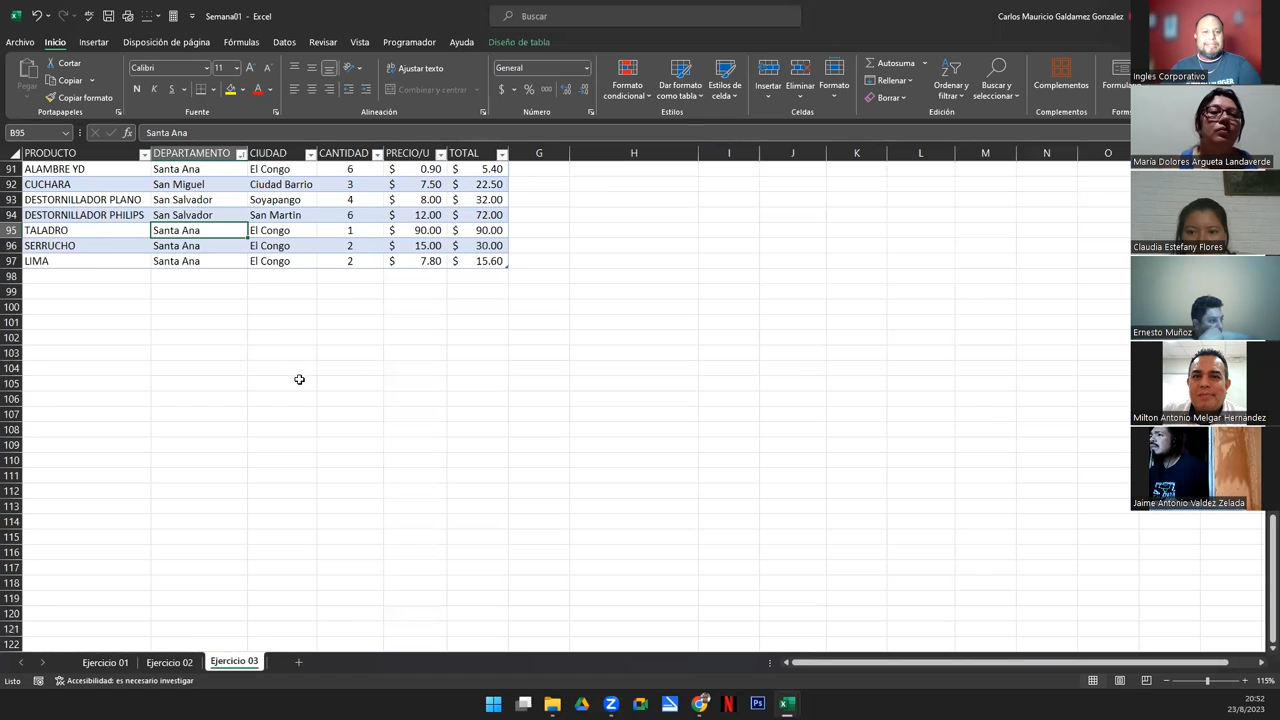 Semana01 - Excel
Buscar
Carlos Mauricio Galdamez Gonzalez
Archivo Inicio Insertar Disposición de página Fórmulas Datos Revisar Vista Programador Ayuda Diseño de tabla
Pegar
Cortar
Copiar
Copiar formato
Portapapeles
Calibri 11
N K S
Fuente
Ajustar texto
Combinar y centrar
Alineación
General
$ % 000
Número
Formato condicional
Dar formato como tabla
Estilos de celda
Estilos
Insertar
Eliminar
Formato
Celdas
Autosuma
Rellenar
Borrar
Ordenar y filtrar
Buscar y seleccionar
Edición
Complementos
Complementos
B95 fx Santa Ana
PRODUCTO DEPARTAMENTO CIUDAD CANTIDAD PRECIO/U TOTAL G H I J K L M N O
91 ALAMBRE YD Santa Ana El Congo 6 $ 0.90 $ 5.40
92 CUCHARA San Miguel Ciudad Barrio 3 $ 7.50 $ 22.50
93 DESTORNILLADOR PLANO San Salvador Soyapango 4 $ 8.00 $ 32.00
94 DESTORNILLADOR PHILIPS San Salvador San Martin 6 $ 12.00 $ 72.00
95 TALADRO Santa Ana El Congo 1 $ 90.00 $ 90.00
96 SERRUCHO Santa Ana El Congo 2 $ 15.00 $ 30.00
97 LIMA Santa Ana El Congo 2 $ 7.80 $ 15.60
98
99
100
101
102
103
104
105
106
107
108
109
110
111
112
113
114
115
116
117
118
119
120
121
122
Ejercicio 01 Ejercicio 02 Ejercicio 03
Listo Accesibilidad: es necesario investigar 115%
20:52
23/8/2023
Ingles Corporativo
María Dolores Argueta Landaverde
Claudia Estefany Flores
Ernesto Muñoz
Milton Antonio Melgar Hernández
Jaime Antonio Valdez Zelada